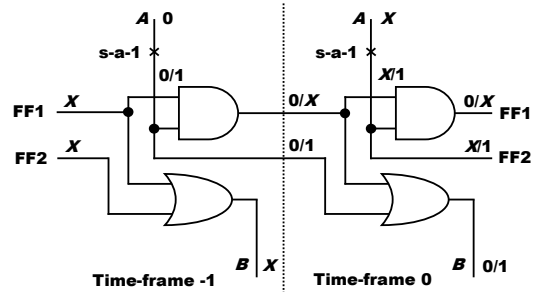 A 0 A X
s-a-1 s-a-1
0/1 X/1
FF1 X 0/X 0/X FF1
FF2 X 0/1 X/1 FF2
B X B 0/1
Time-frame -1 Time-frame 0